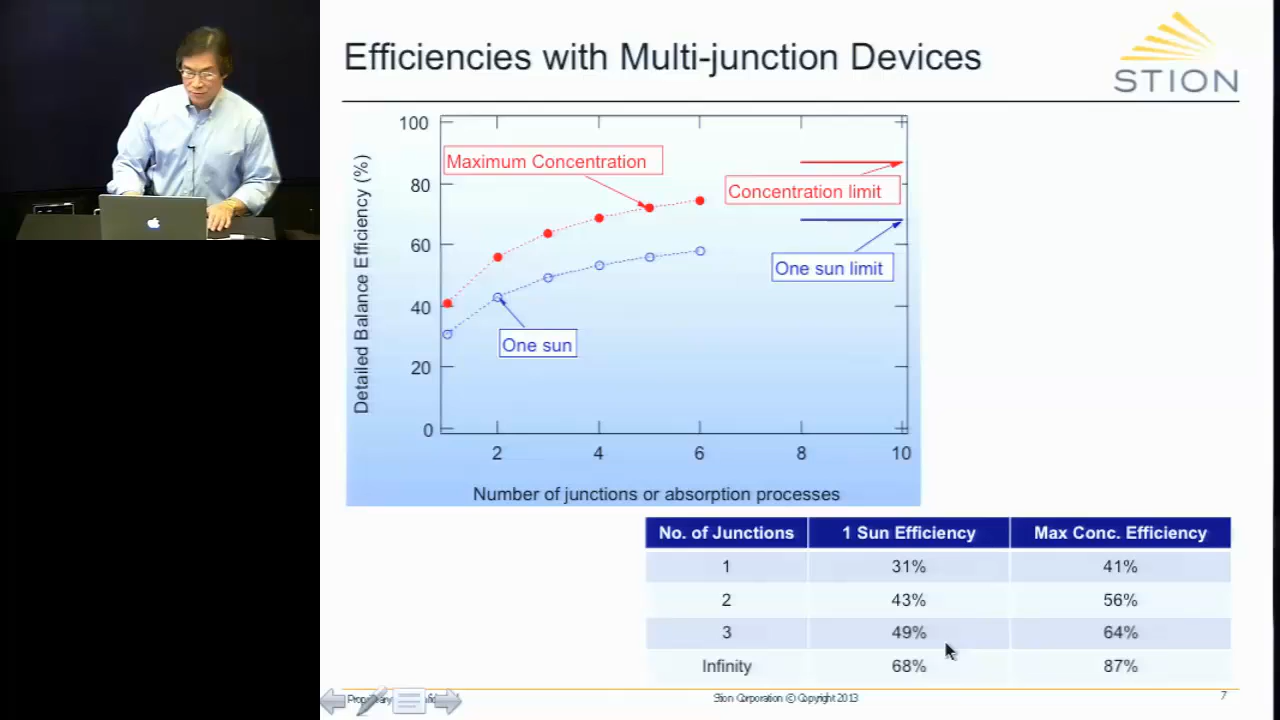 Efficiencies with Multi-junction Devices
STION
100
80
60
40
20
0
Detailed Balance Efficiency (%)
Maximum Concentration
Concentration limit
One sun limit
One sun
2 4 6 8 10
Number of junctions or absorption processes
No. of Junctions 1 Sun Efficiency Max Conc. Efficiency
1 31% 41%
2 43% 56%
3 49% 64%
Infinity 68% 87%
Stion Corporation © Copyright 2013
7